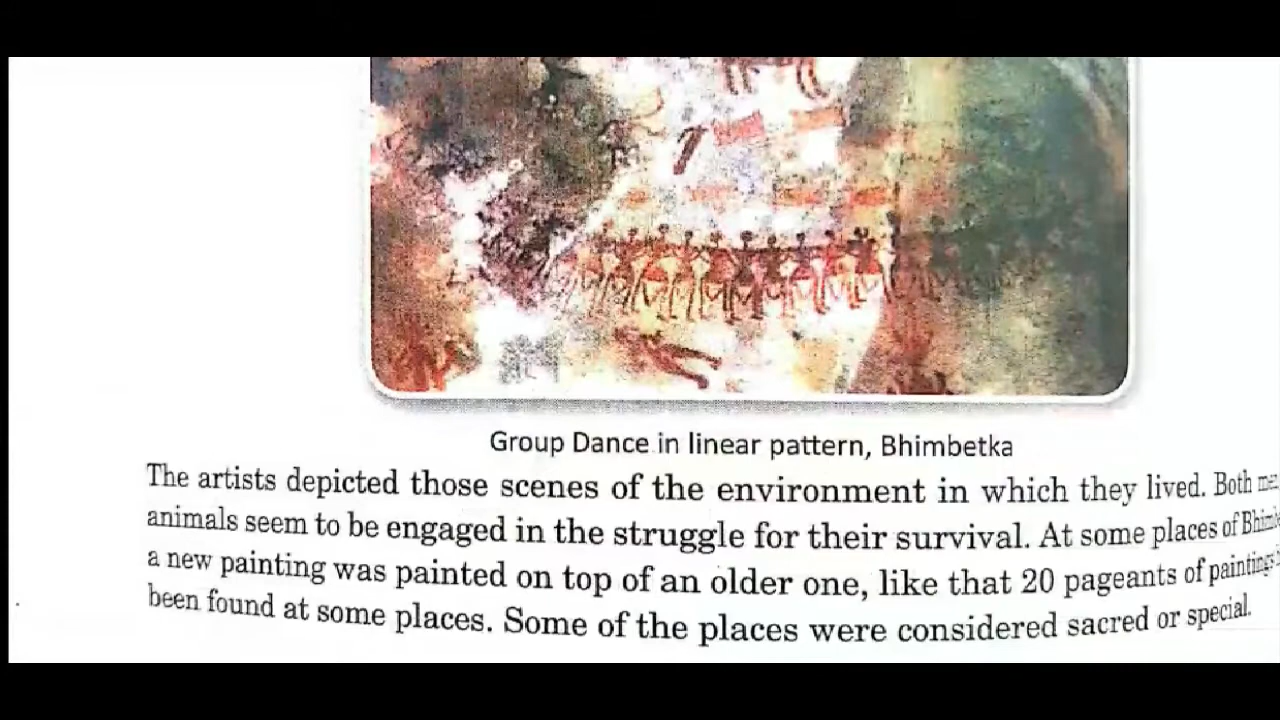 Group Dance in linear pattern, Bhimbetka
The artists depicted those scenes of the environment in which they lived. Both
animals seem to be engaged in the struggle for their survival. At some places of
a new painting was painted on top of an older one, like that 20 pageants of paintings
been found at some places. Some of the places were considered sacred or special.